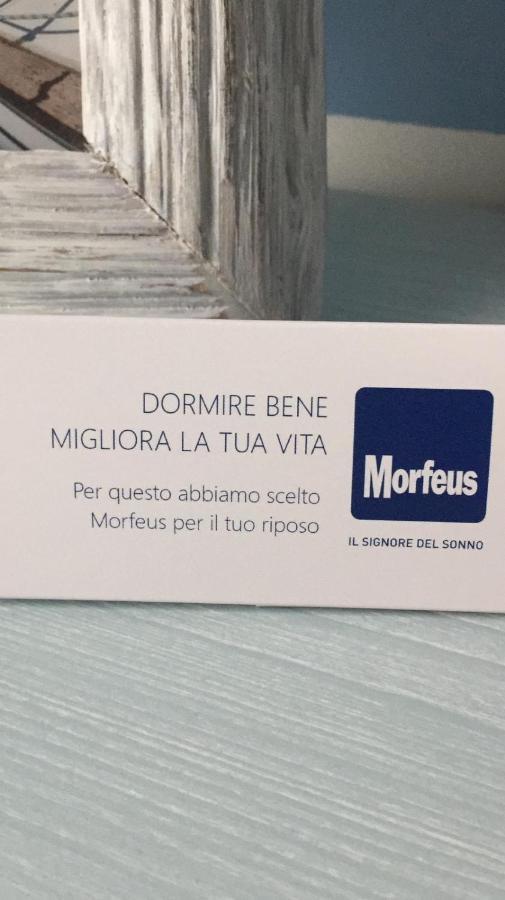 DORMIRE BENE
MIGLIORA LA TUA VITA
Per questo abbiamo scelto
Morfeus per il tuo riposo
Morfeus
IL SIGNORE DEL SONNO